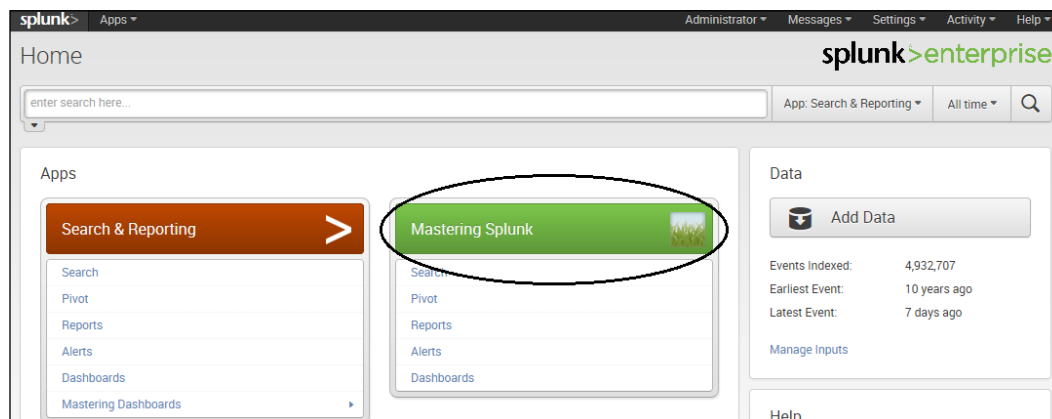 splunk> Apps Administrator Messages Settings Activity Help
Home
splunk>enterprise
enter search here...
App: Search & Reporting
All time
Apps
Search & Reporting >
Search
Pivot
Reports
Alerts
Dashboards
Mastering Dashboards
Mastering Splunk
Search
Pivot
Reports
Alerts
Dashboards
Data
Add Data
Events Indexed: 4,932,707
Earliest Event: 10 years ago
Latest Event: 7 days ago
Manage Inputs
Help